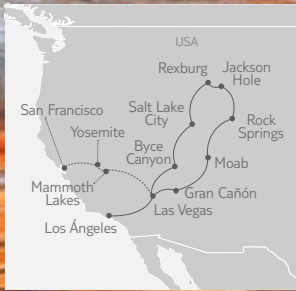 USA
Rexburg
Jackson
Hole
San Francisco
Salt Lake
City
Rock
Springs
Yosemite
Byce
Canyon
Moab
Mammoth
Lakes
Gran Cañón
Las Vegas
Los Ángeles